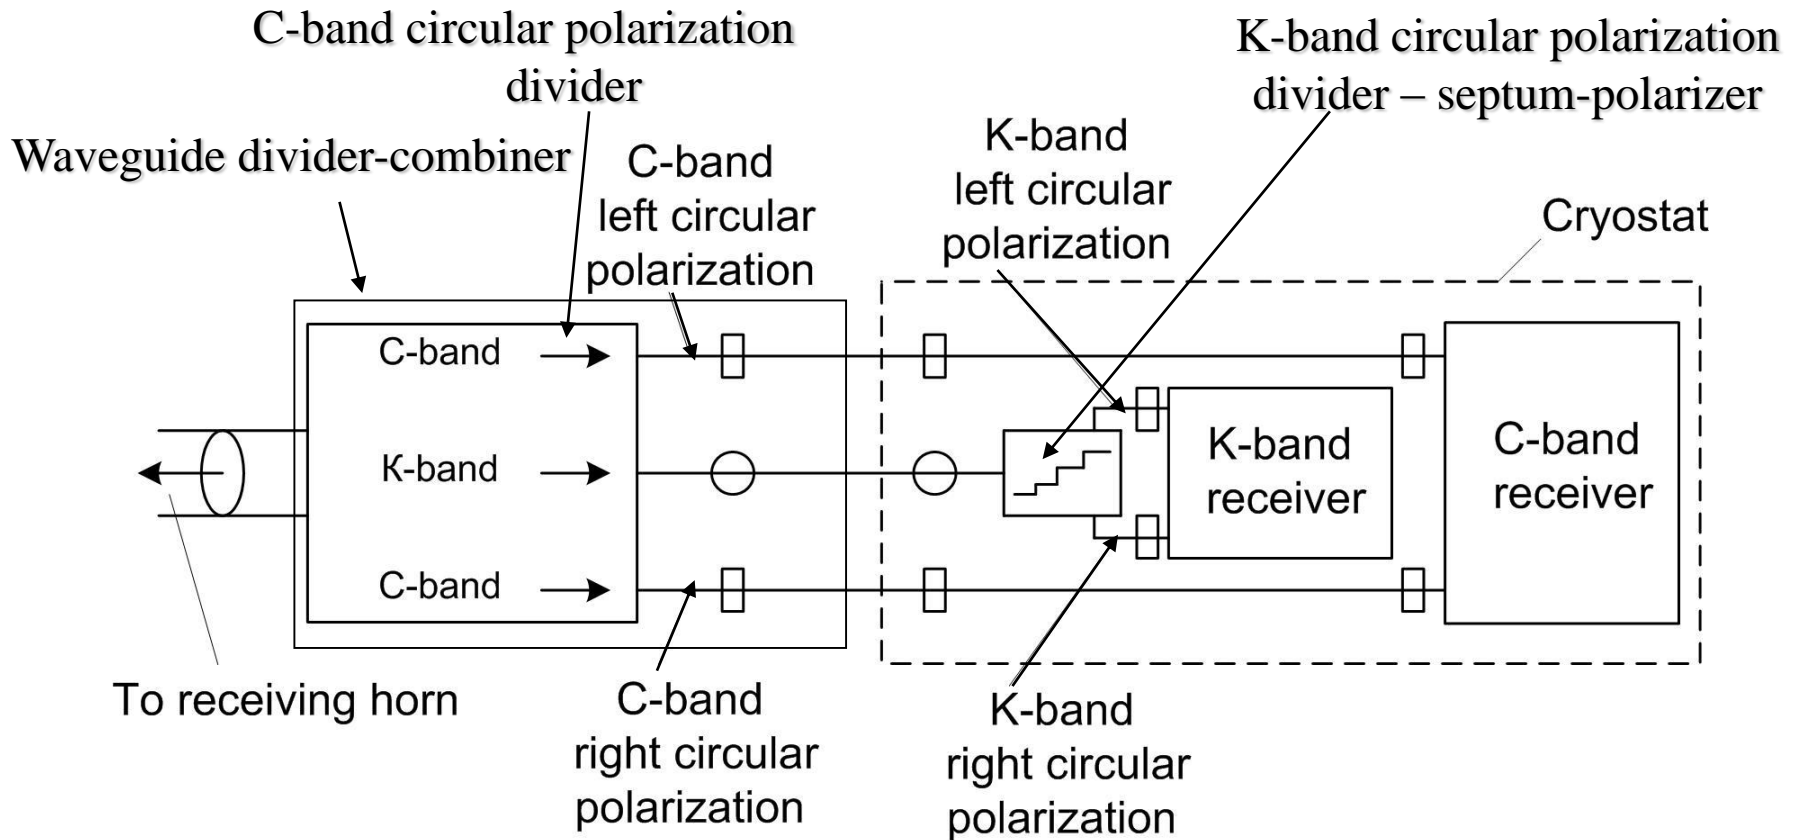 C-band circular polarization
divider
K-band circular polarization
divider – septum-polarizer
Waveguide divider-combiner
C-band
left circular
polarization
K-band
left circular
polarization
Cryostat
C-band
К-band
C-band
K-band
receiver
C-band
receiver
To receiving horn
C-band
right circular
polarization
K-band
right circular
polarization